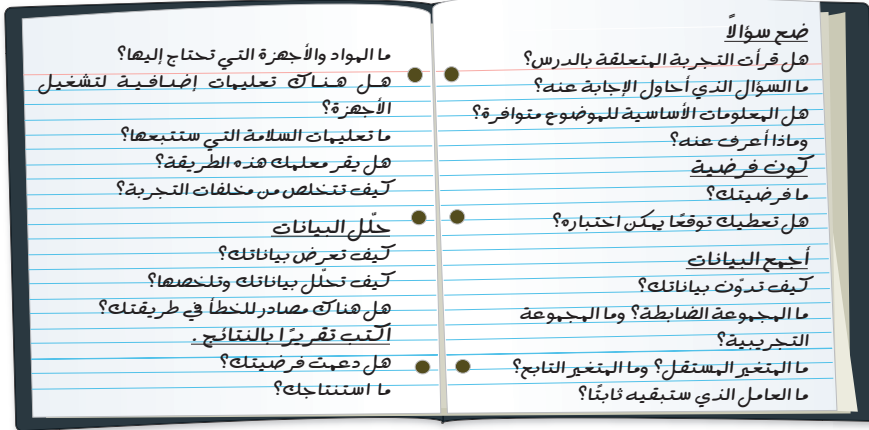 ضع سؤالاً
هل قرأت التجربة المتعلقة بالدرس؟
ما السؤال الذي أحاول الإجابة عنه؟
هل المعلومات الأساسية للموضوع متوافرة؟
وماذا أعرف عنه؟
كون فرضية
ما فرضيتك؟
هل تعطيك توقعًا يمكن اختباره؟
أجمع البيانات
كيف تدوّن بياناتك؟
ما المجموعة الضابطة؟ وما المجموعة
التجريبية؟
ما المتغير المستقل؟ وما المتغير التابع؟
ما العامل الذي ستبقيه ثابتًا؟
ما المواد والأجهزة التي تحتاج إليها؟
هل هناك تعليمات إضافية لتشغيل
الأجهزة؟
ما تعليمات السلامة التي ستتبعها؟
هل يقر معلمك هذه الطريقة؟
كيف تتخلص من مخلفات التجربة؟
حلّل البيانات
كيف تعرض بياناتك؟
كيف تحلّل بياناتك وتلخصها؟
هل هناك مصادر للخطأ في طريقتك؟
اكتب تقريرًا بالنتائج .
هل دعمت فرضيتك؟
ما استنتاجك؟